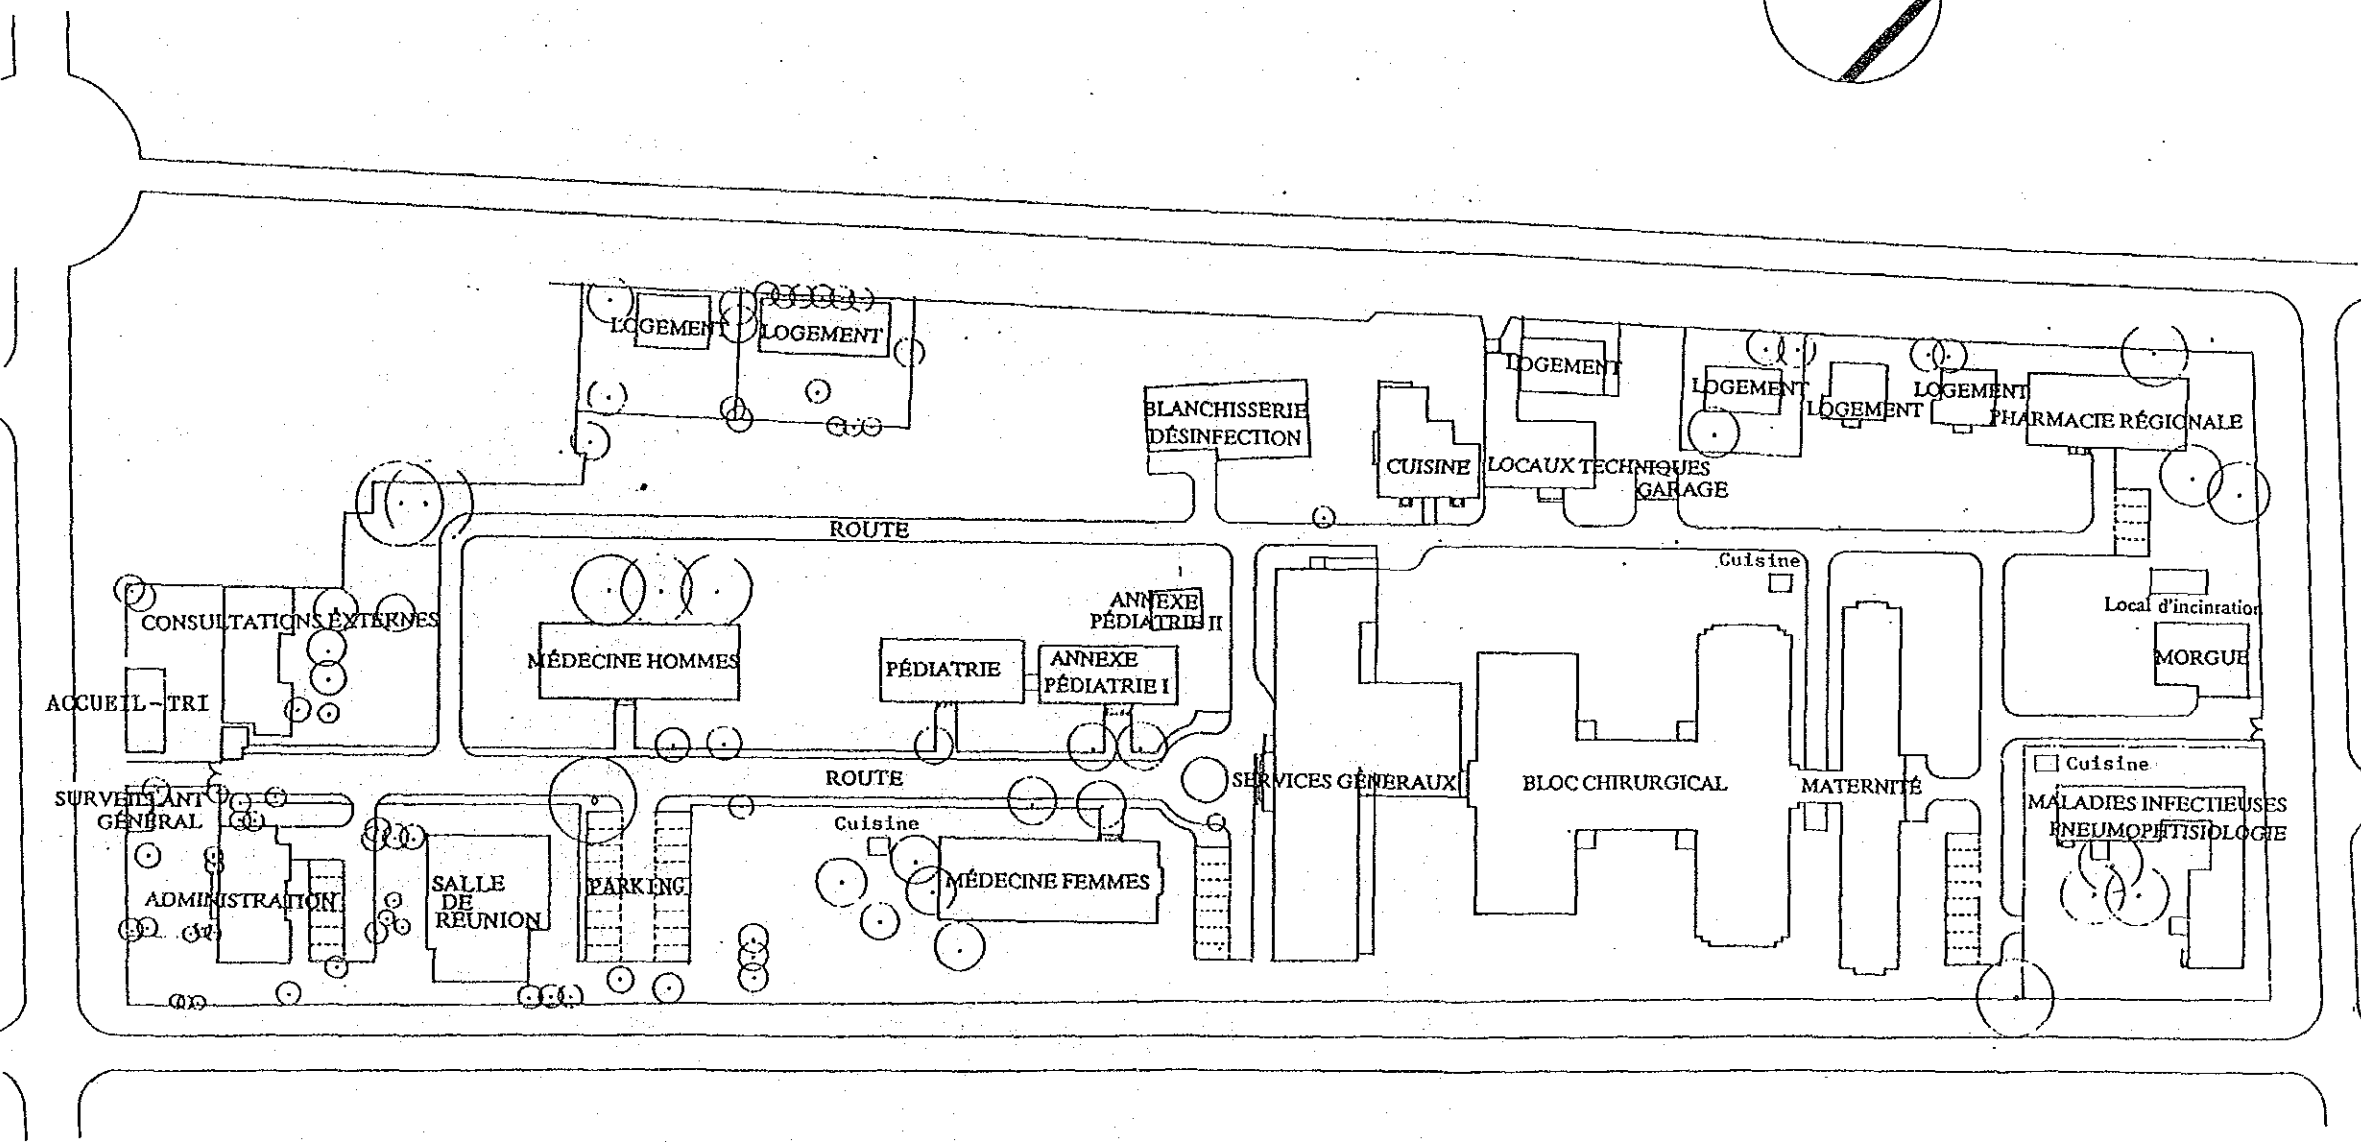 LOGEMENT
LOGEMENT
LOGEMENT
LOGEMENT
LOGEMENT
LOGEMENT
BLANCHISSERIE
DÉSINFECTION
PHARMACIE RÉGIONALE
CUISINE
LOCAUX TECHNIQUES
GARAGE
ROUTE
Cuisine
ANNEXE
PÉDIATRIE II
Local d'incinration
CONSULTATIONS EXTERNES
MÉDECINE HOMMES
PÉDIATRIE
ANNEXE
PÉDIATRIE I
MORGUE
ACCUEIL-TRI
ROUTE
SERVICES GÉNERAUX
BLOC CHIRURGICAL
MATERNITÉ
Cuisine
SURVEILLANT
GÉNÉRAL
MALADIES INFECTIEUSES
PNEUMOPHTISIOLOGIE
Cuisine
ADMINISTRATION
SALLE
DE
RÉUNION
PARKING
MÉDECINE FEMMES